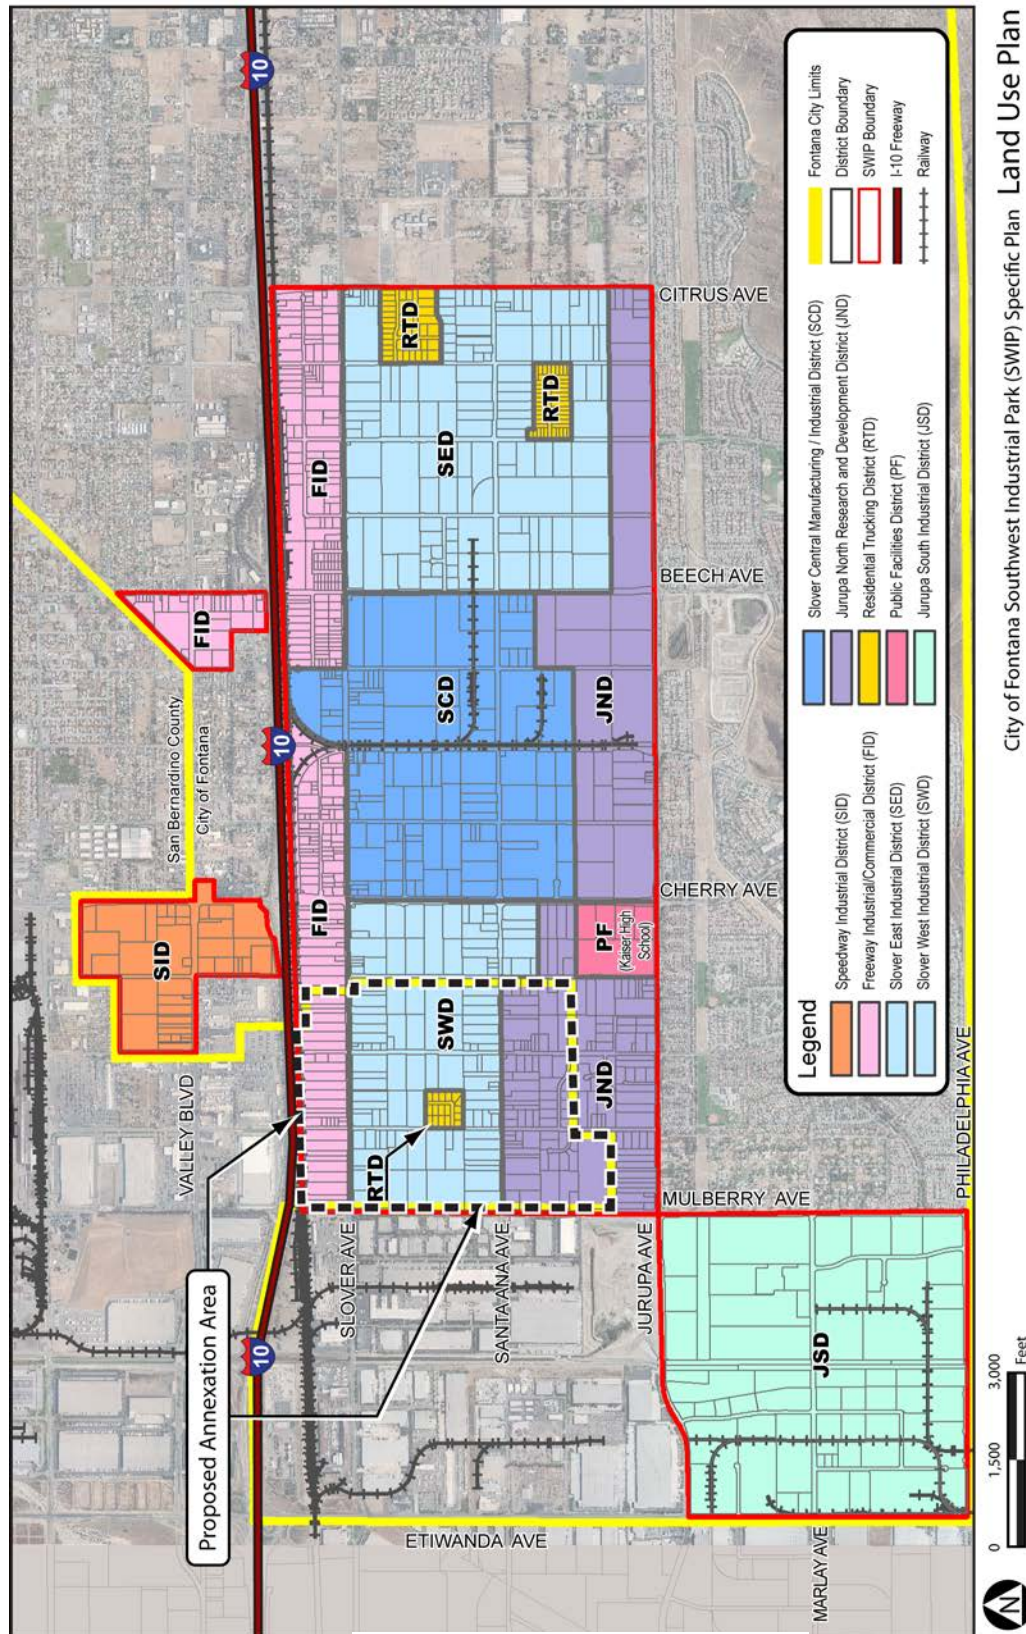 City of Fontana Southwest Industrial Park (SWIP) Specific Plan Land Use Plan
10
10
10
San Bernardino County
City of Fontana
VALLEY BLVD
Proposed Annexation Area
SID
FID
FID
FID
FID
SLOVER AVE
SWD
RTD
SCD
SED
RTD
RTD
SANTA ANA AVE
JND
JND
PF
(Kaiser High
School)
JURUPA AVE
MULBERRY AVE
CHERRY AVE
BEECH AVE
CITRUS AVE
ETIWANDA AVE
JSD
MARLAY AVE
PHILADELPHIA AVE
Legend
Speedway Industrial District (SID)
Freeway Industrial/Commercial District (FID)
Slover East Industrial District (SED)
Slover West Industrial District (SWD)
Slover Central Manufacturing / Industrial District (SCD)
Jurupa North Research and Development District (JND)
Residential Trucking District (RTD)
Public Facilities District (PF)
Jurupa South Industrial District (JSD)
Fontana City Limits
District Boundary
SWIP Boundary
I-10 Freeway
Railway
N
0 1,500 3,000
Feet